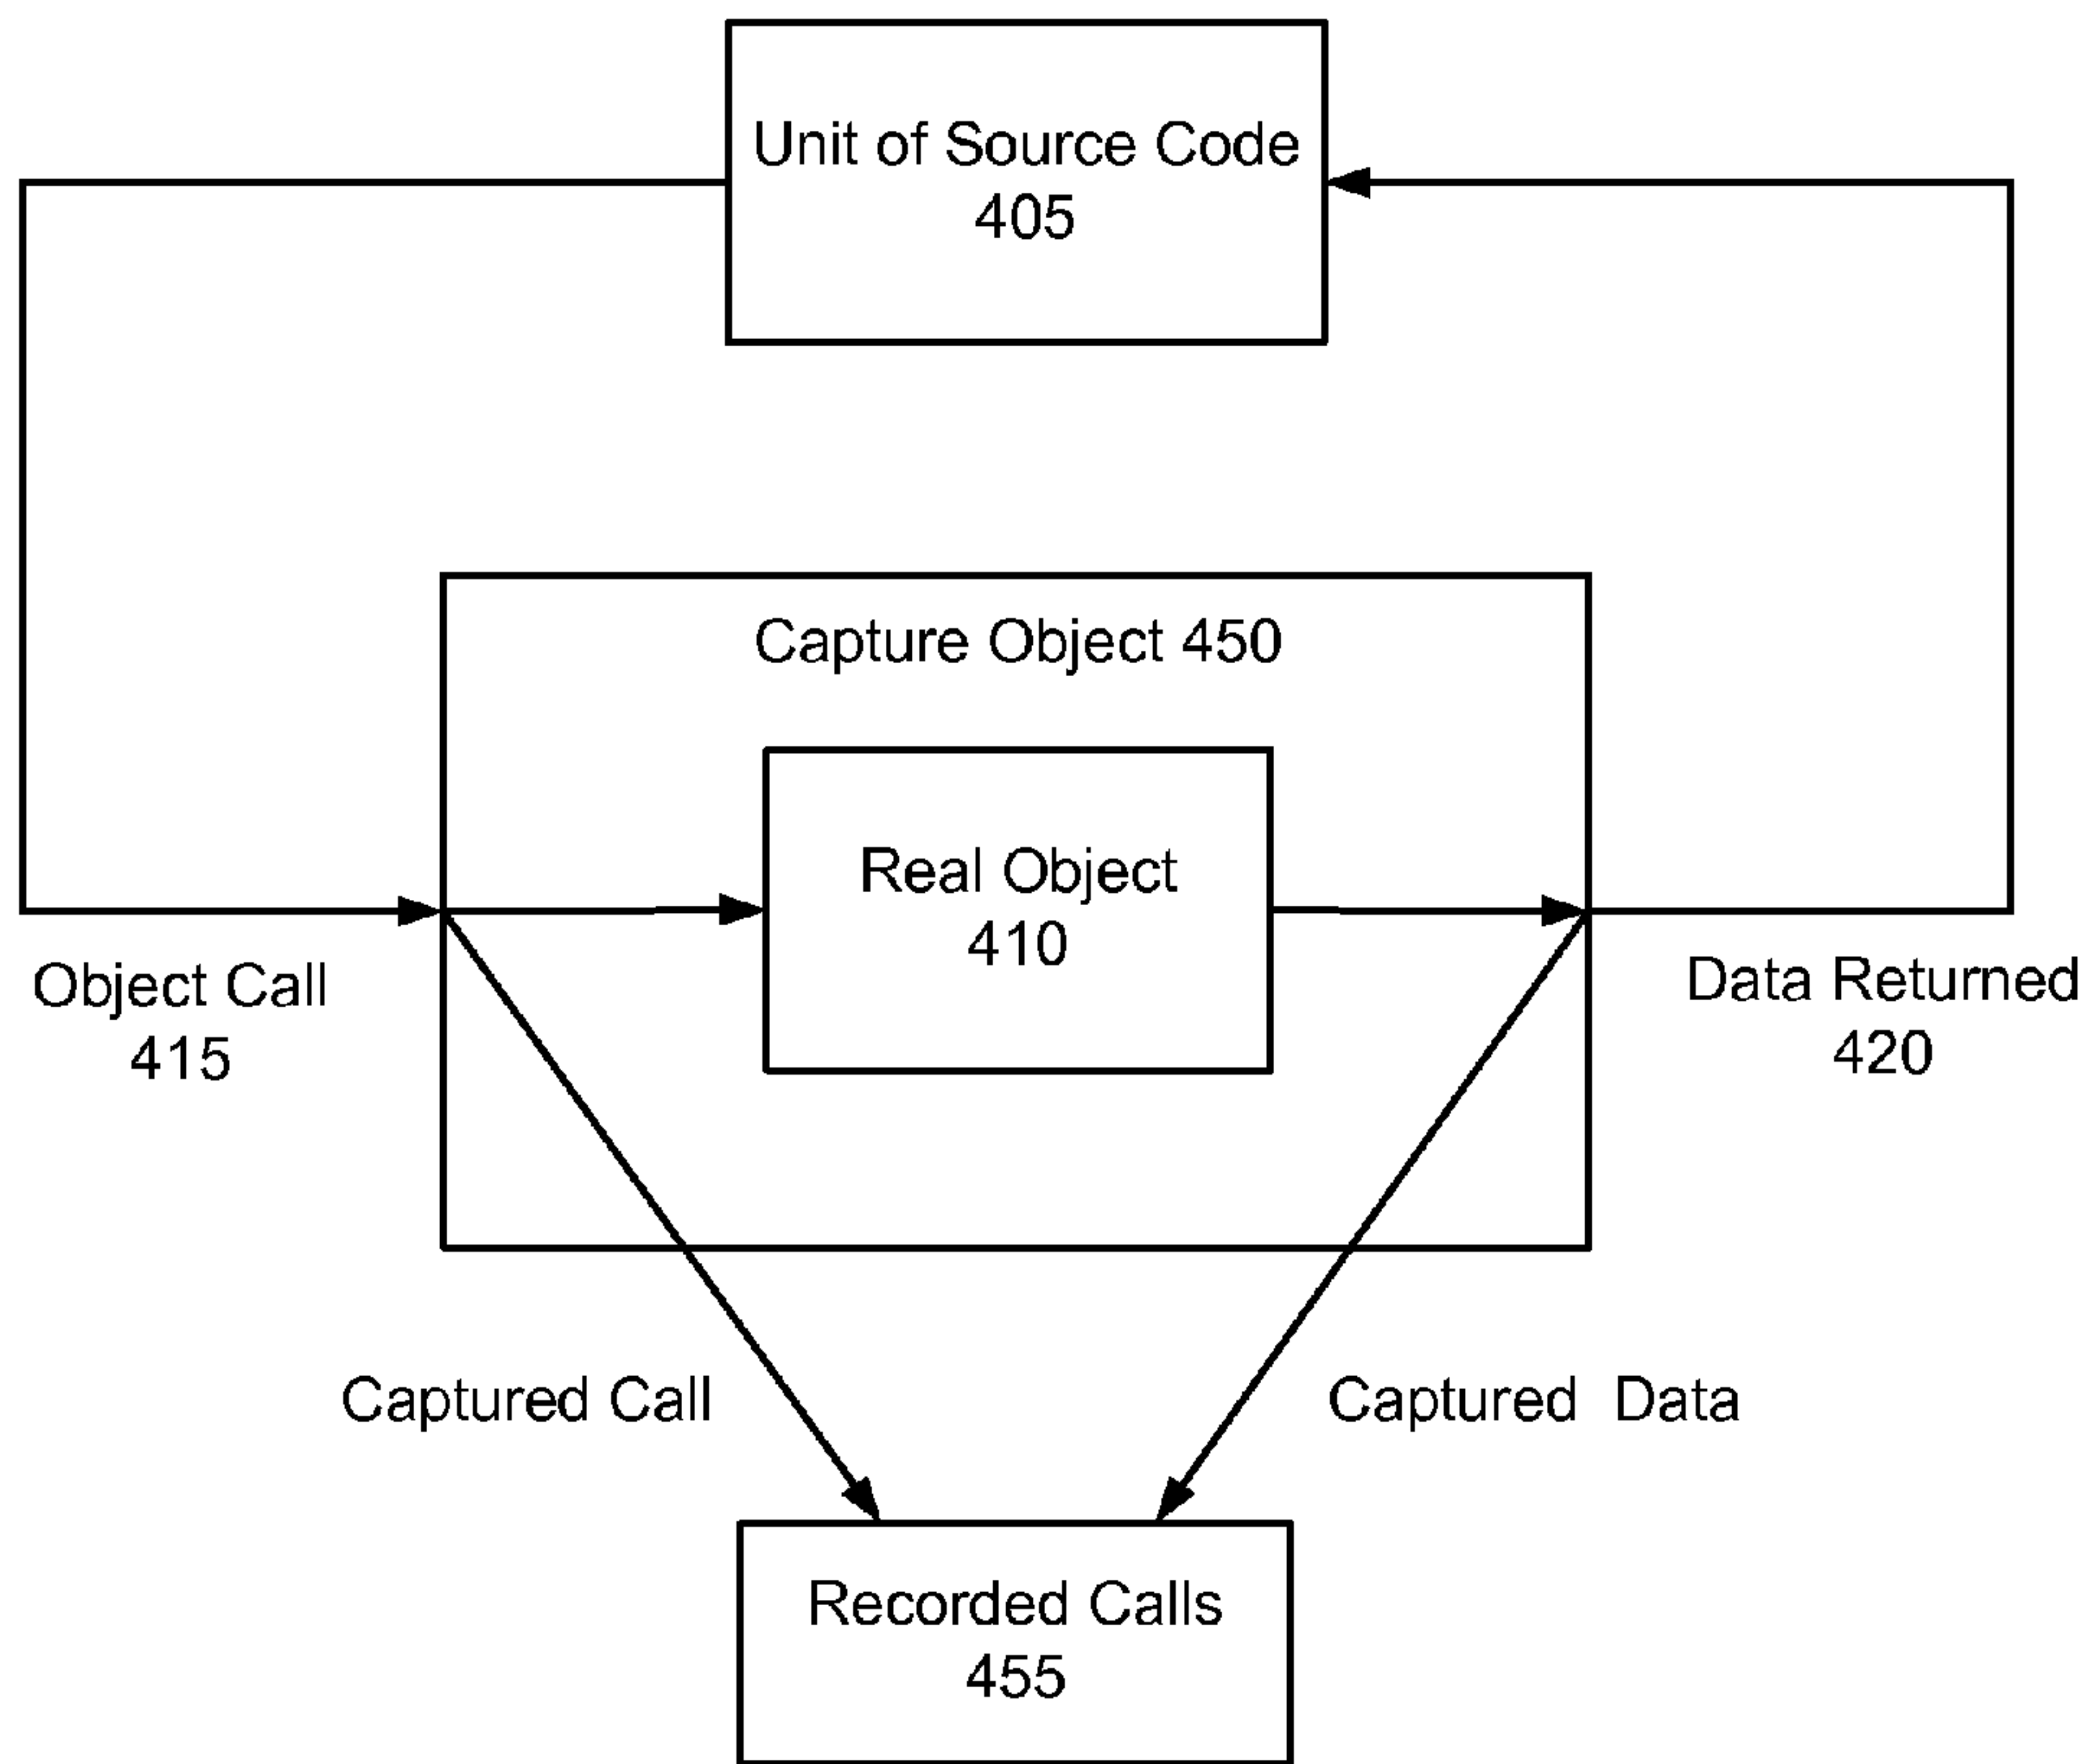 Unit of Source Code
405
Capture Object 450
Real Object
410
Object Call
415
Data Returned
420
Captured Call
Captured Data
Recorded Calls
455